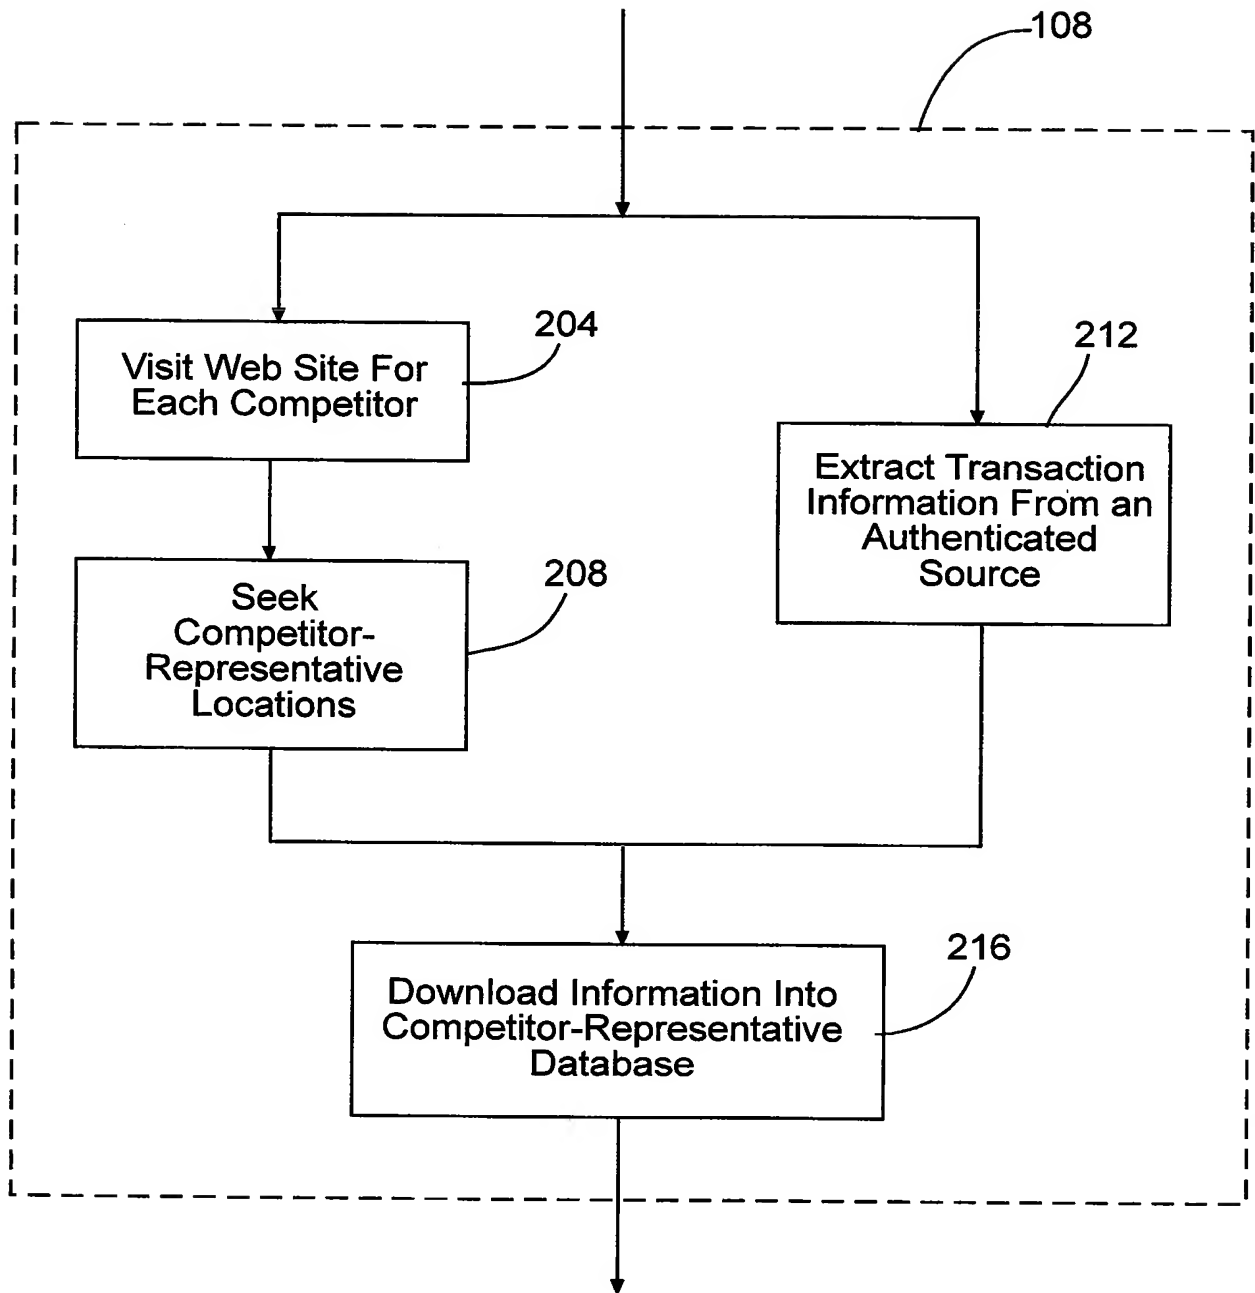 108
204
Visit Web Site For
Each Competitor
212
Extract Transaction
Information From an
Authenticated
Source
208
Seek
Competitor-
Representative
Locations
216
Download Information Into
Competitor-Representative
Database